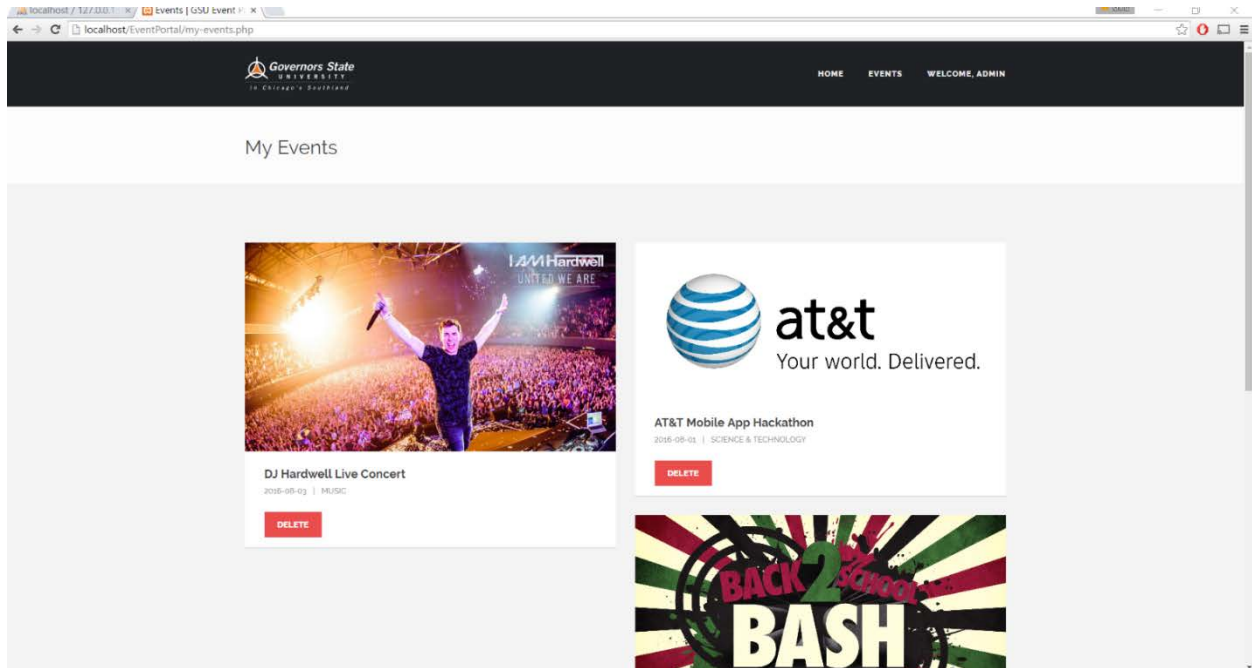 localhost / 127.0.0.1
Events | GSU Event P
localhost/EventPortal/my-events.php
Governors State
UNIVERSITY
in Chicago's Southland
HOME
EVENTS
WELCOME, ADMIN
My Events
I AM Hardwell
UNITED WE ARE
DJ Hardwell Live Concert
2016-08-03 | MUSIC
DELETE
at&t
Your world. Delivered.
AT&T Mobile App Hackathon
2016-08-01 | SCIENCE & TECHNOLOGY
DELETE
BACK 2 SCHOOL
BASH